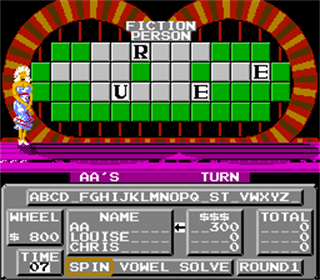 FICTION
PERSON
R
E
U E
AA'S TURN
ABCD_FGHIJKLMNOPQ_ST_VWXYZ_
WHEEL NAME $$$ TOTAL
$ 800 AA ← 300 0
LOUISE 0 0
CHRIS 0 0
TIME
07 SPIN VOWEL SOLVE ROUND1